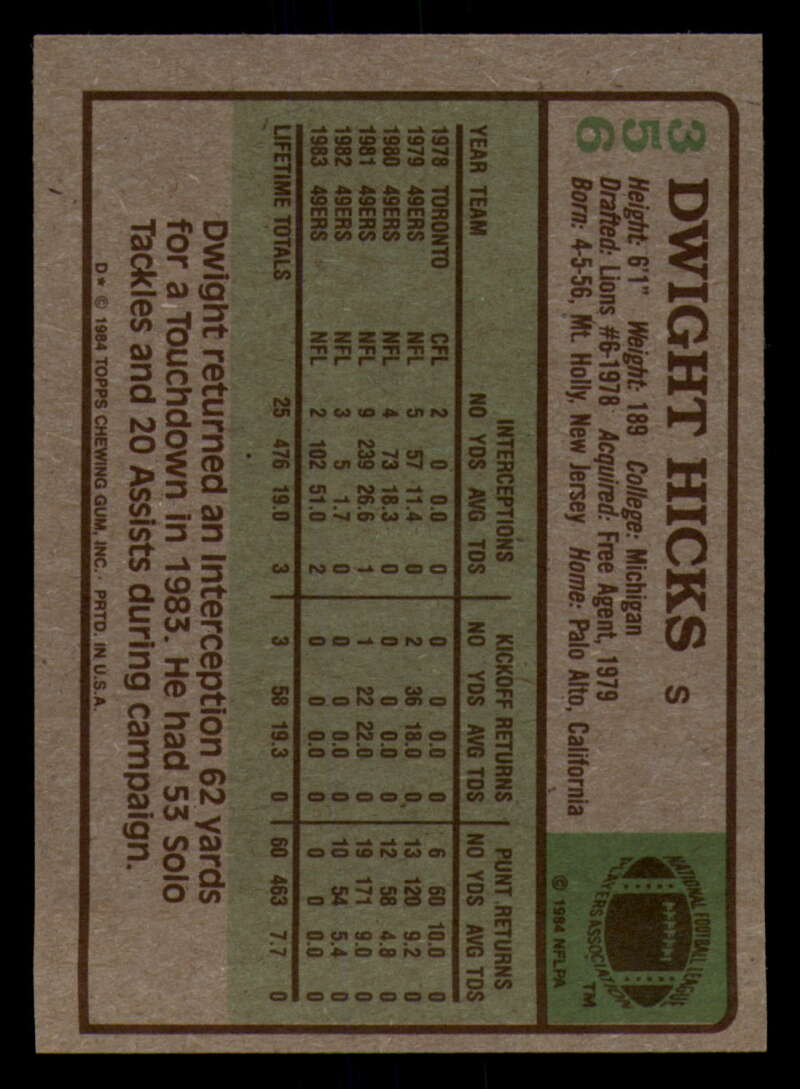 356
DWIGHT HICKS S
Height: 6'1" Weight: 189 College: Michigan
Drafted: Lions #6-1978 Acquired: Free Agent, 1979
Born: 4-5-56, Mt. Holly, New Jersey Home: Palo Alto, California
NATIONAL FOOTBALL LEAGUE
PLAYERS ASSOCIATION TM
© 1984 NFLPA
INTERCEPTIONS KICKOFF RETURNS PUNT RETURNS
YEAR TEAM NO YDS AVG TDS NO YDS AVG TDS NO YDS AVG TDS
1978 TORONTO CFL 2 0 0.0 0 0 0 0.0 0 6 60 10.0 0
1979 49ERS NFL 5 57 11.4 0 2 36 18.0 0 13 120 9.2 0
1980 49ERS NFL 4 73 18.3 0 0 0 0.0 0 12 58 4.8 0
1981 49ERS NFL 9 239 26.6 1 1 22 22.0 0 19 171 9.0 0
1982 49ERS NFL 3 5 1.7 0 0 0 0.0 0 10 54 5.4 0
1983 49ERS NFL 2 102 51.0 2 0 0 0.0 0 0 0 0.0 0
LIFETIME TOTALS 25 476 19.0 3 3 58 19.3 0 60 463 7.7 0
Dwight returned an Interception 62 yards
for a Touchdown in 1983. He had 53 Solo
Tackles and 20 Assists during campaign.
D* © 1984 TOPPS CHEWING GUM, INC. PRTD. IN U.S.A.